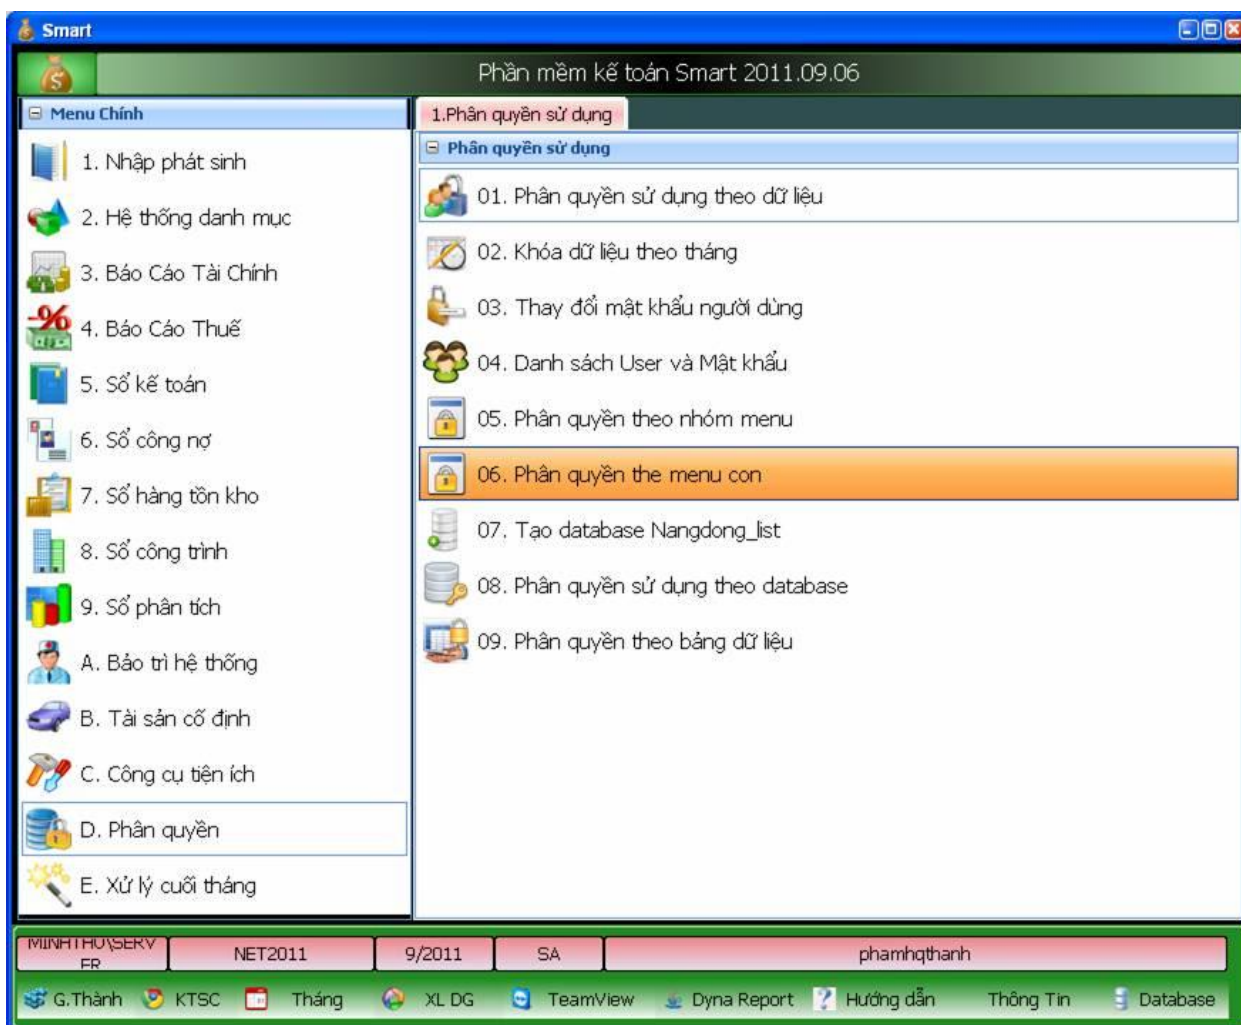 Smart
Phần mềm kế toán Smart 2011.09.06
Menu Chính
1. Nhập phát sinh
2. Hệ thống danh mục
3. Báo Cáo Tài Chính
4. Báo Cáo Thuế
5. Sổ kế toán
6. Sổ công nợ
7. Sổ hàng tồn kho
8. Sổ công trình
9. Sổ phân tích
A. Bảo trì hệ thống
B. Tài sản cố định
C. Công cụ tiện ích
D. Phân quyền
E. Xử lý cuối tháng
1.Phân quyền sử dụng
Phân quyền sử dụng
01. Phân quyền sử dụng theo dữ liệu
02. Khóa dữ liệu theo tháng
03. Thay đổi mật khẩu người dùng
04. Danh sách User và Mật khẩu
05. Phân quyền theo nhóm menu
06. Phân quyền the menu con
07. Tạo database Nangdong_list
08. Phân quyền sử dụng theo database
09. Phân quyền theo bảng dữ liệu
MINHTHU\SERV
ER
NET2011
9/2011
SA
phamhqthanh
G.Thành KTSC Tháng XL DG TeamView Dyna Report Hướng dẫn Thông Tin Database